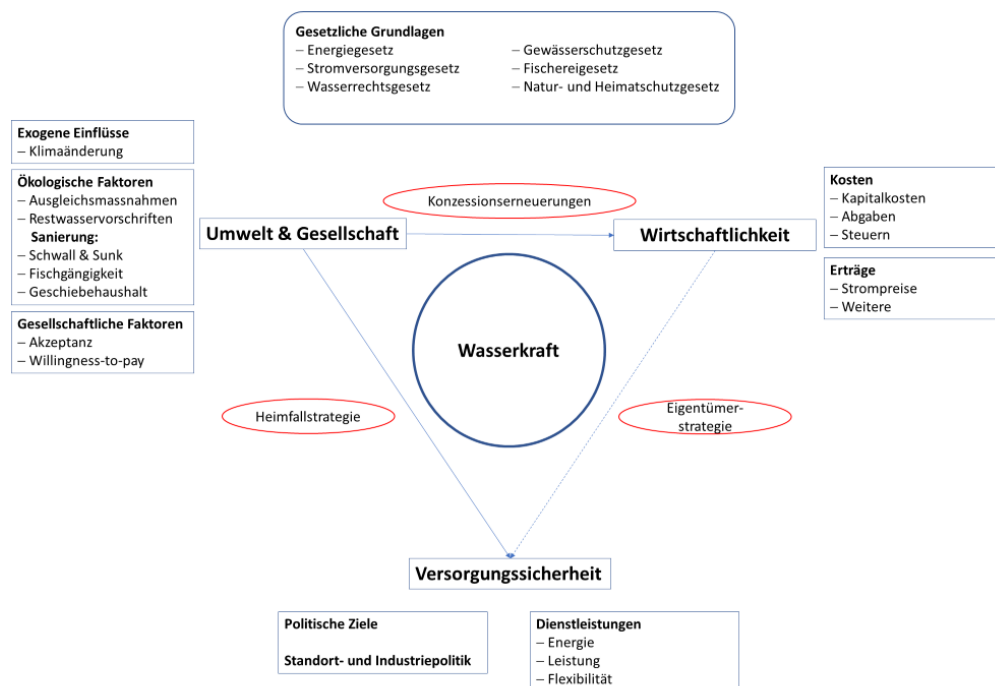 Gesetzliche Grundlagen
– Energiegesetz
– Stromversorgungsgesetz
– Wasserrechtsgesetz
– Gewässerschutzgesetz
– Fischereigesetz
– Natur- und Heimatschutzgesetz
Exogene Einflüsse
– Klimaänderung
Ökologische Faktoren
– Ausgleichsmassnahmen
– Restwasservorschriften
Sanierung:
– Schwall & Sunk
– Fischgängigkeit
– Geschiebehaushalt
Gesellschaftliche Faktoren
– Akzeptanz
– Willingness-to-pay
Umwelt & Gesellschaft
Konzessionserneuerungen
Wirtschaftlichkeit
Kosten
– Kapitalkosten
– Abgaben
– Steuern
Erträge
– Strompreise
– Weitere
Wasserkraft
Heimfallstrategie
Eigentümer-
strategie
Versorgungssicherheit
Politische Ziele
Standort- und Industriepolitik
Dienstleistungen
– Energie
– Leistung
– Flexibilität